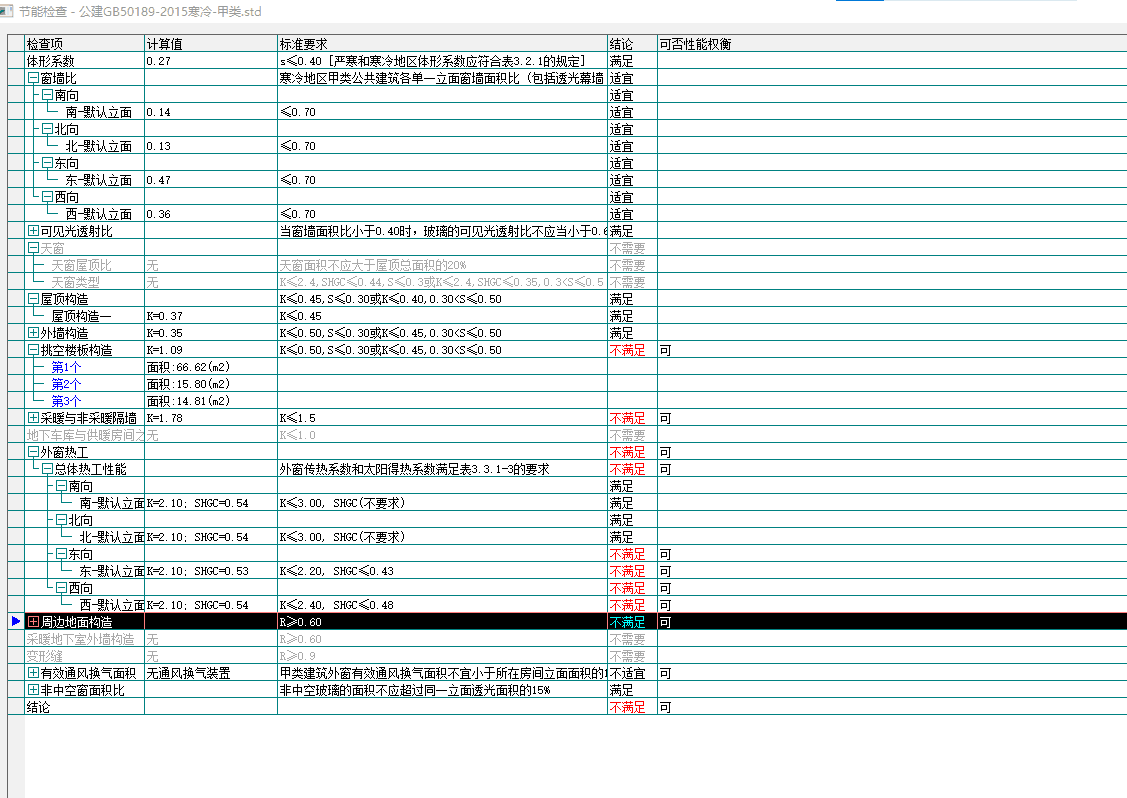 节能检查 - 公建GB50189-2015寒冷-甲类.std
检查项 计算值 标准要求 结论 可否性能权衡
体形系数 0.27 s≤0.40 [严寒和寒冷地区体形系数应符合表3.2.1的规定] 满足
窗墙比 寒冷地区甲类公共建筑各单一立面窗墙面积比（包括透光幕墙 适宜
南向 适宜
南-默认立面 0.14 ≤0.70 适宜
北向 适宜
北-默认立面 0.13 ≤0.70 适宜
东向 适宜
东-默认立面 0.47 ≤0.70 适宜
西向 适宜
西-默认立面 0.36 ≤0.70 适宜
可见光透射比 当窗墙面积比小于0.40时，玻璃的可见光透射比不应当小于0.6 满足
天窗 不需要
天窗屋顶比 无 天窗面积不应大于屋顶总面积的20% 不需要
天窗类型 无 K≤2.4,SHGC≤0.44,S≤0.3或K≤2.4,SHGC≤0.35,0.3<S≤0.5 不需要
屋顶构造 K≤0.45,S≤0.30或K≤0.40,0.30<S≤0.50 满足
屋顶构造一 K=0.37 K≤0.45 满足
外墙构造 K=0.35 K≤0.50,S≤0.30或K≤0.45,0.30<S≤0.50 满足
挑空楼板构造 K=1.09 K≤0.50,S≤0.30或K≤0.45,0.30<S≤0.50 不满足 可
第1个 面积:66.62(m2)
第2个 面积:15.80(m2)
第3个 面积:14.81(m2)
采暖与非采暖隔墙 K=1.78 K≤1.5 不满足 可
地下车库与供暖房间之 无 K≤1.0 不需要
外窗热工 不满足 可
总体热工性能 外窗传热系数和太阳得热系数满足表3.3.1-3的要求 不满足 可
南向 满足
南-默认立面 K=2.10; SHGC=0.54 K≤3.00, SHGC(不要求) 满足
北向 满足
北-默认立面 K=2.10; SHGC=0.54 K≤3.00, SHGC(不要求) 满足
东向 不满足 可
东-默认立面 K=2.10; SHGC=0.53 K≤2.20, SHGC≤0.43 不满足 可
西向 不满足 可
西-默认立面 K=2.10; SHGC=0.54 K≤2.40, SHGC≤0.48 不满足 可
周边地面构造 R≥0.60 不满足 可
采暖地下室外墙构造 无 R≥0.60 不需要
变形缝 无 R≥0.9 不需要
有效通风换气面积 无通风换气装置 甲类建筑外窗有效通风换气面积不宜小于所在房间立面面积的1 不适宜 可
非中空窗面积比 非中空玻璃的面积不应超过同一立面透光面积的15% 满足
结论 不满足 可